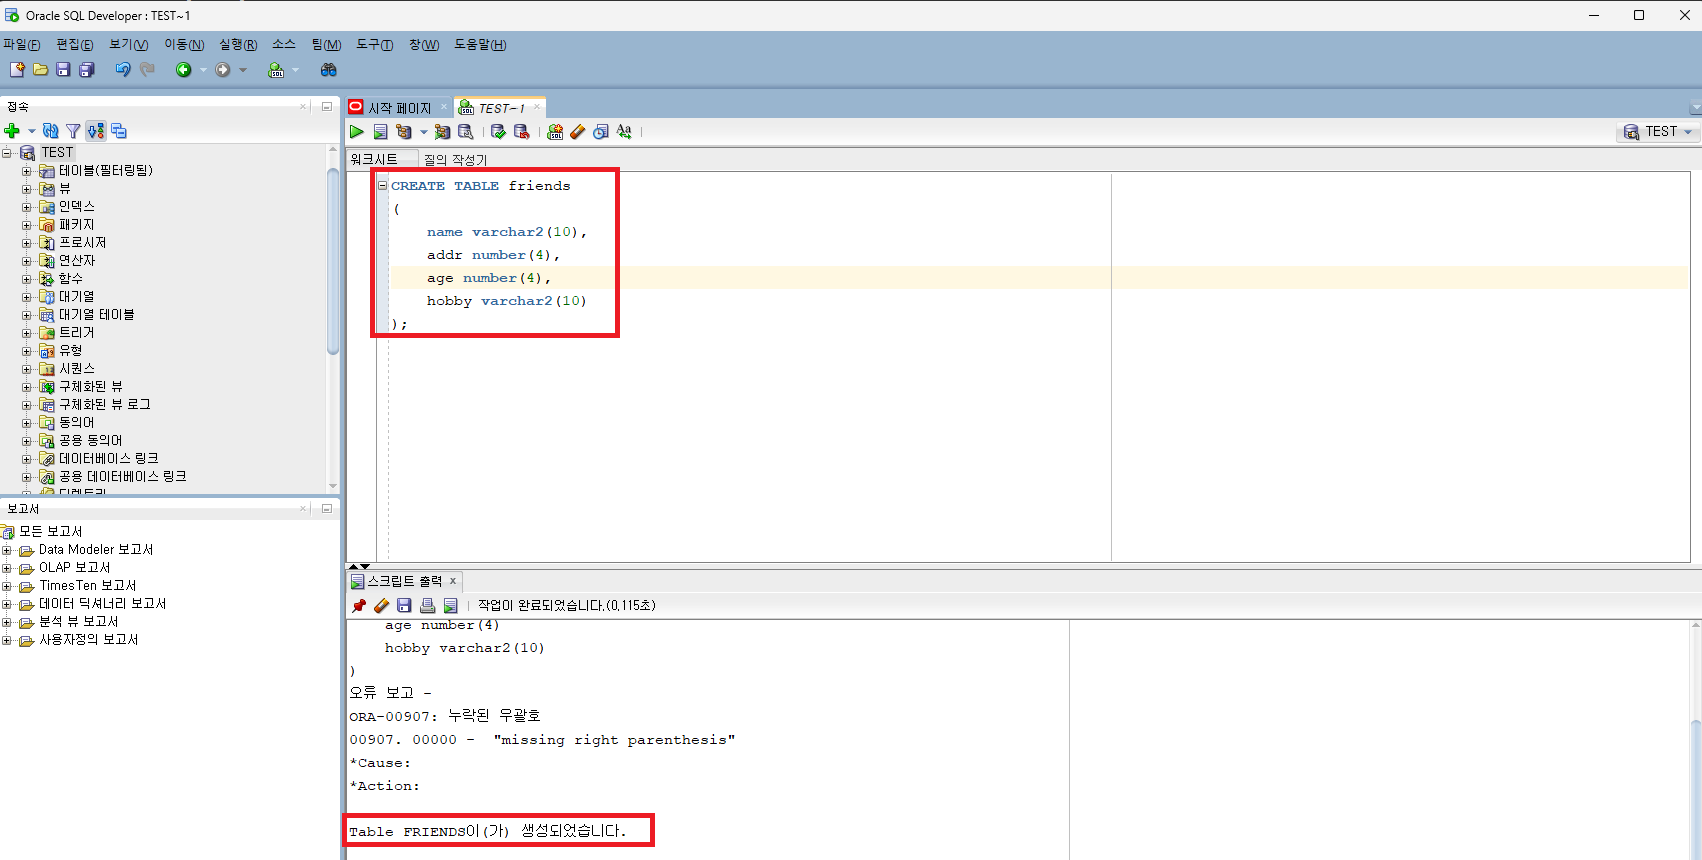 Oracle SQL Developer : TEST~1
파일(F) 편집(E) 보기(V) 이동(N) 실행(R) 소스 팀(M) 도구(T) 창(W) 도움말(H)
접속
TEST
테이블(필터링됨)
뷰
인덱스
패키지
프로시저
연산자
함수
대기열
대기열 테이블
트리거
유형
시퀀스
구체화된 뷰
구체화된 뷰 로그
동의어
공용 동의어
데이터베이스 링크
공용 데이터베이스 링크
디렉토리
보고서
모든 보고서
Data Modeler 보고서
OLAP 보고서
TimesTen 보고서
데이터 딕셔너리 보고서
분석 뷰 보고서
사용자정의 보고서
시작 페이지 TEST~1
TEST
워크시트 질의 작성기
CREATE TABLE friends
(
name varchar2(10),
addr number(4),
age number(4),
hobby varchar2(10)
);
스크립트 출력
작업이 완료되었습니다.(0.115초)
age number(4)
hobby varchar2(10)
)
오류 보고 -
ORA-00907: 누락된 우괄호
00907. 00000 - "missing right parenthesis"
*Cause:
*Action:
Table FRIENDS이(가) 생성되었습니다.